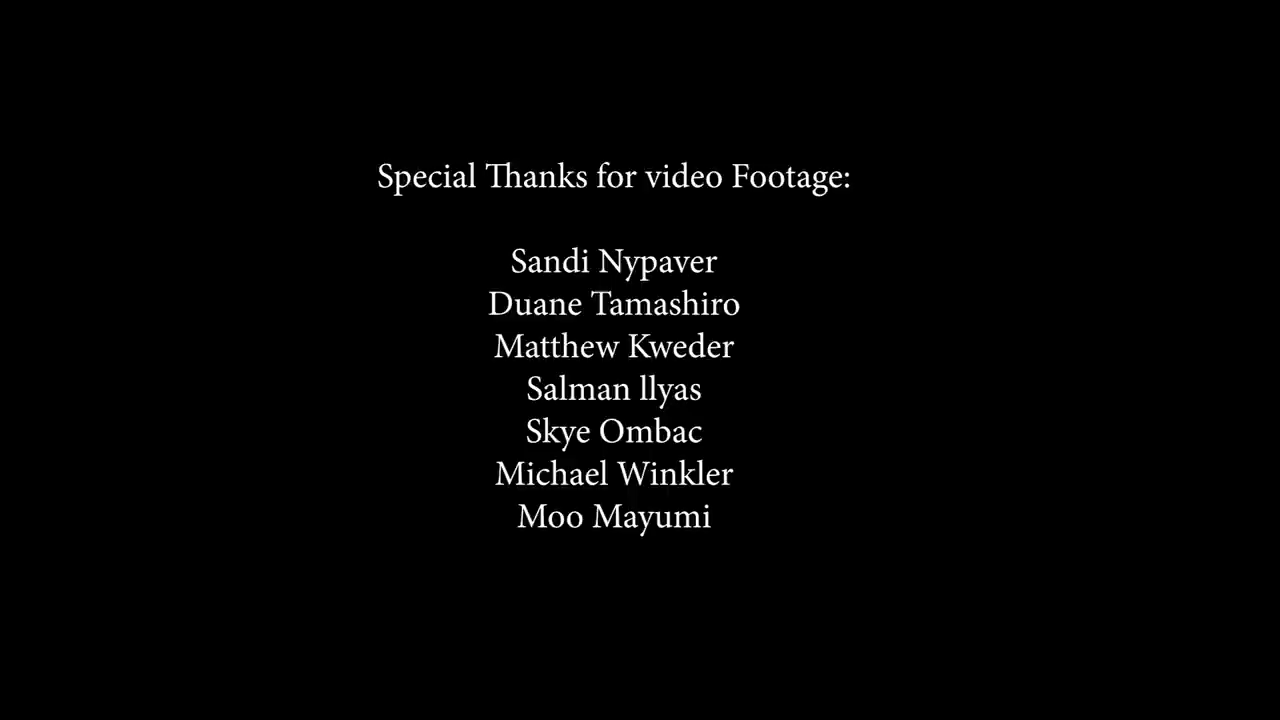 Special Thanks for video Footage:
Sandi Nypaver
Duane Tamashiro
Matthew Kweder
Salman llyas
Skye Ombac
Michael Winkler
Moo Mayumi